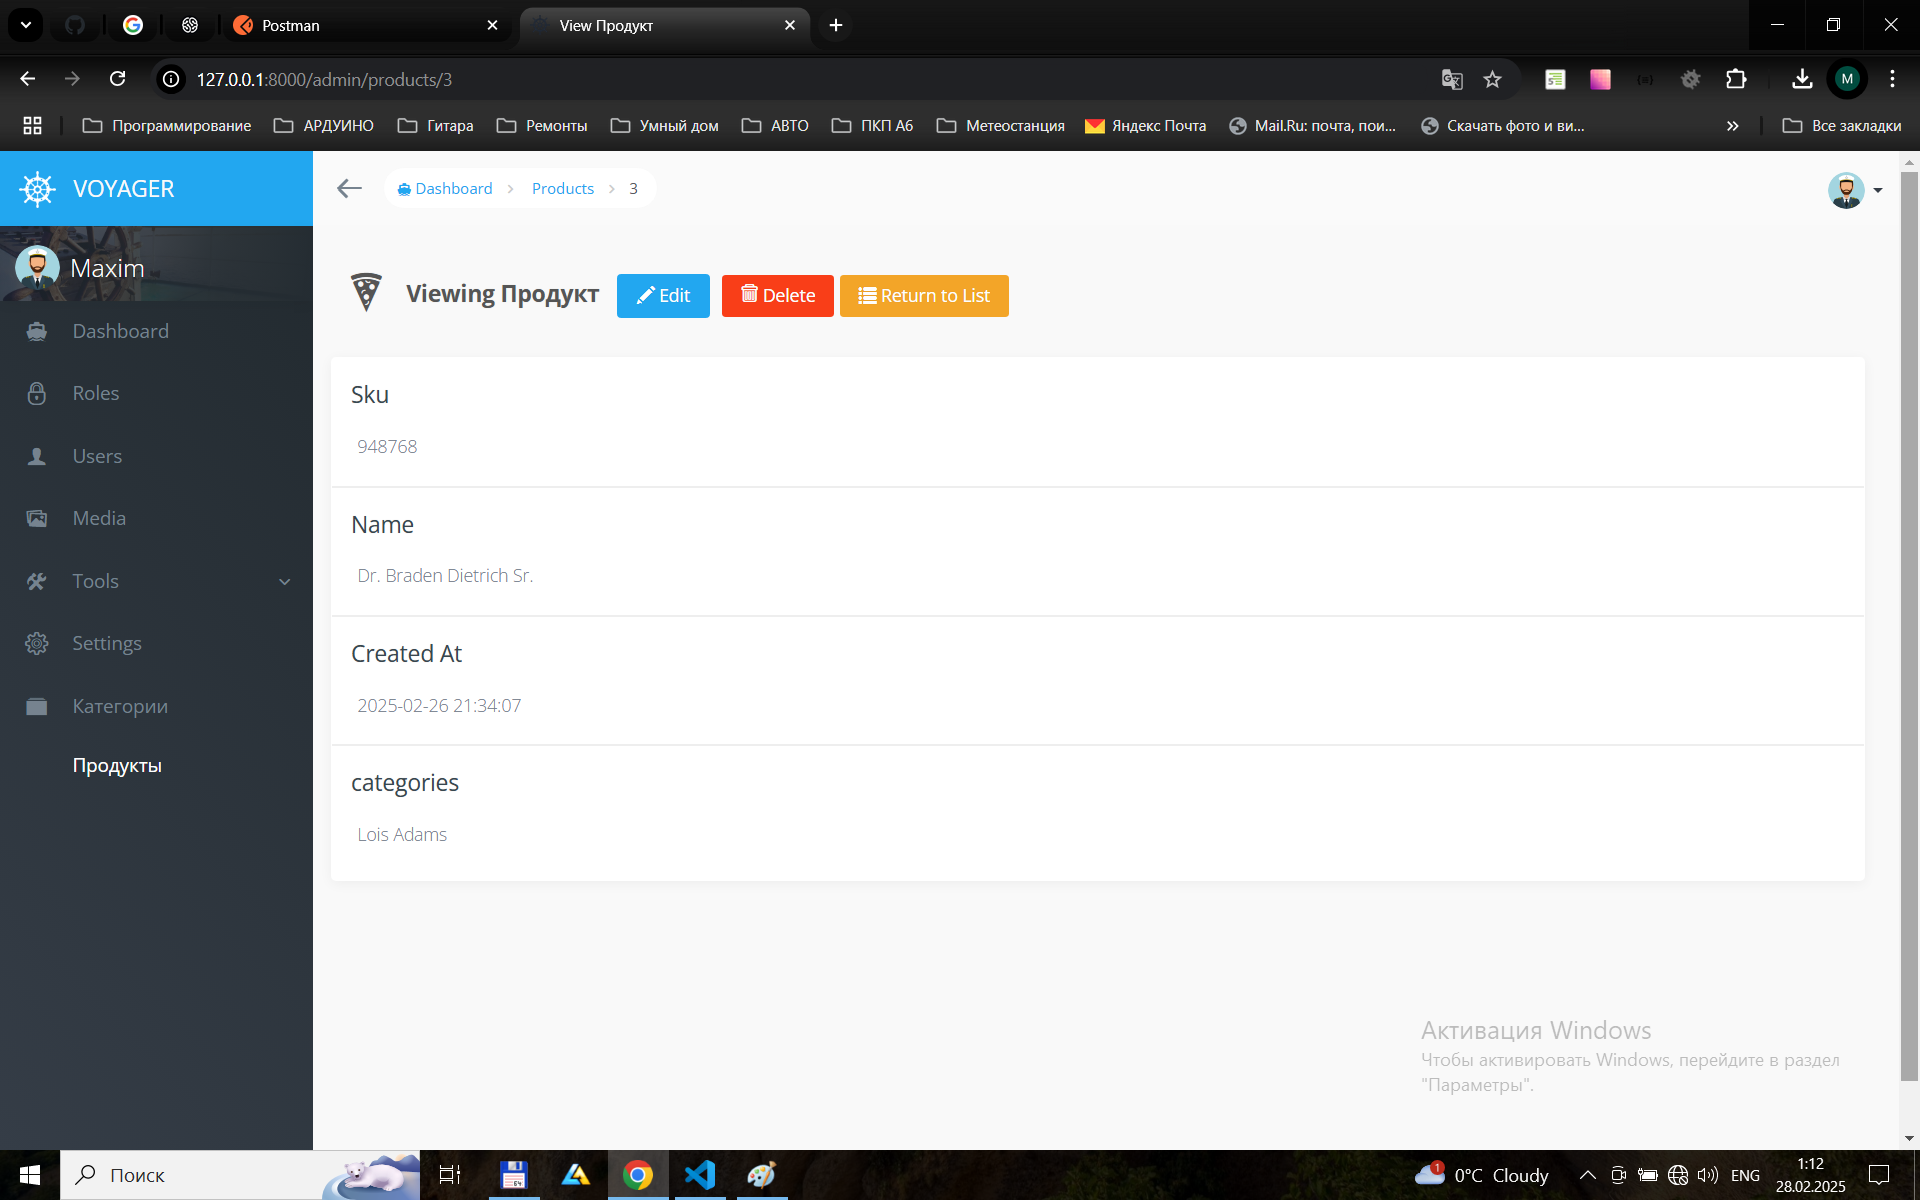 Postman
View Продукт
127.0.0.1:8000/admin/products/3
M
Программирование
АРДУИНО
Гитара
Ремонты
Умный дом
АВТО
ПКП А6
Метеостанция
Яндекс Почта
Mail.Ru: почта, пои...
Скачать фото и ви...
Все закладки
VOYAGER
Dashboard
Products
3
Maxim
Viewing Продукт
Edit
Delete
Return to List
Dashboard
Roles
Users
Media
Tools
Settings
Категории
Продукты
Sku
948768
Name
Dr. Braden Dietrich Sr.
Created At
2025-02-26 21:34:07
categories
Lois Adams
Активация Windows
Чтобы активировать Windows, перейдите в раздел
"Параметры".
Поиск
64
1
0°C Cloudy
ENG
1:12
28.02.2025